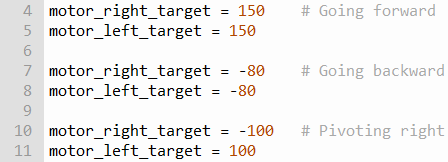 4 motor_right_target = 150 # Going forward
5 motor_left_target = 150
6
7 motor_right_target = -80 # Going backward
8 motor_left_target = -80
9
10 motor_right_target = -100 # Pivoting right
11 motor_left_target = 100